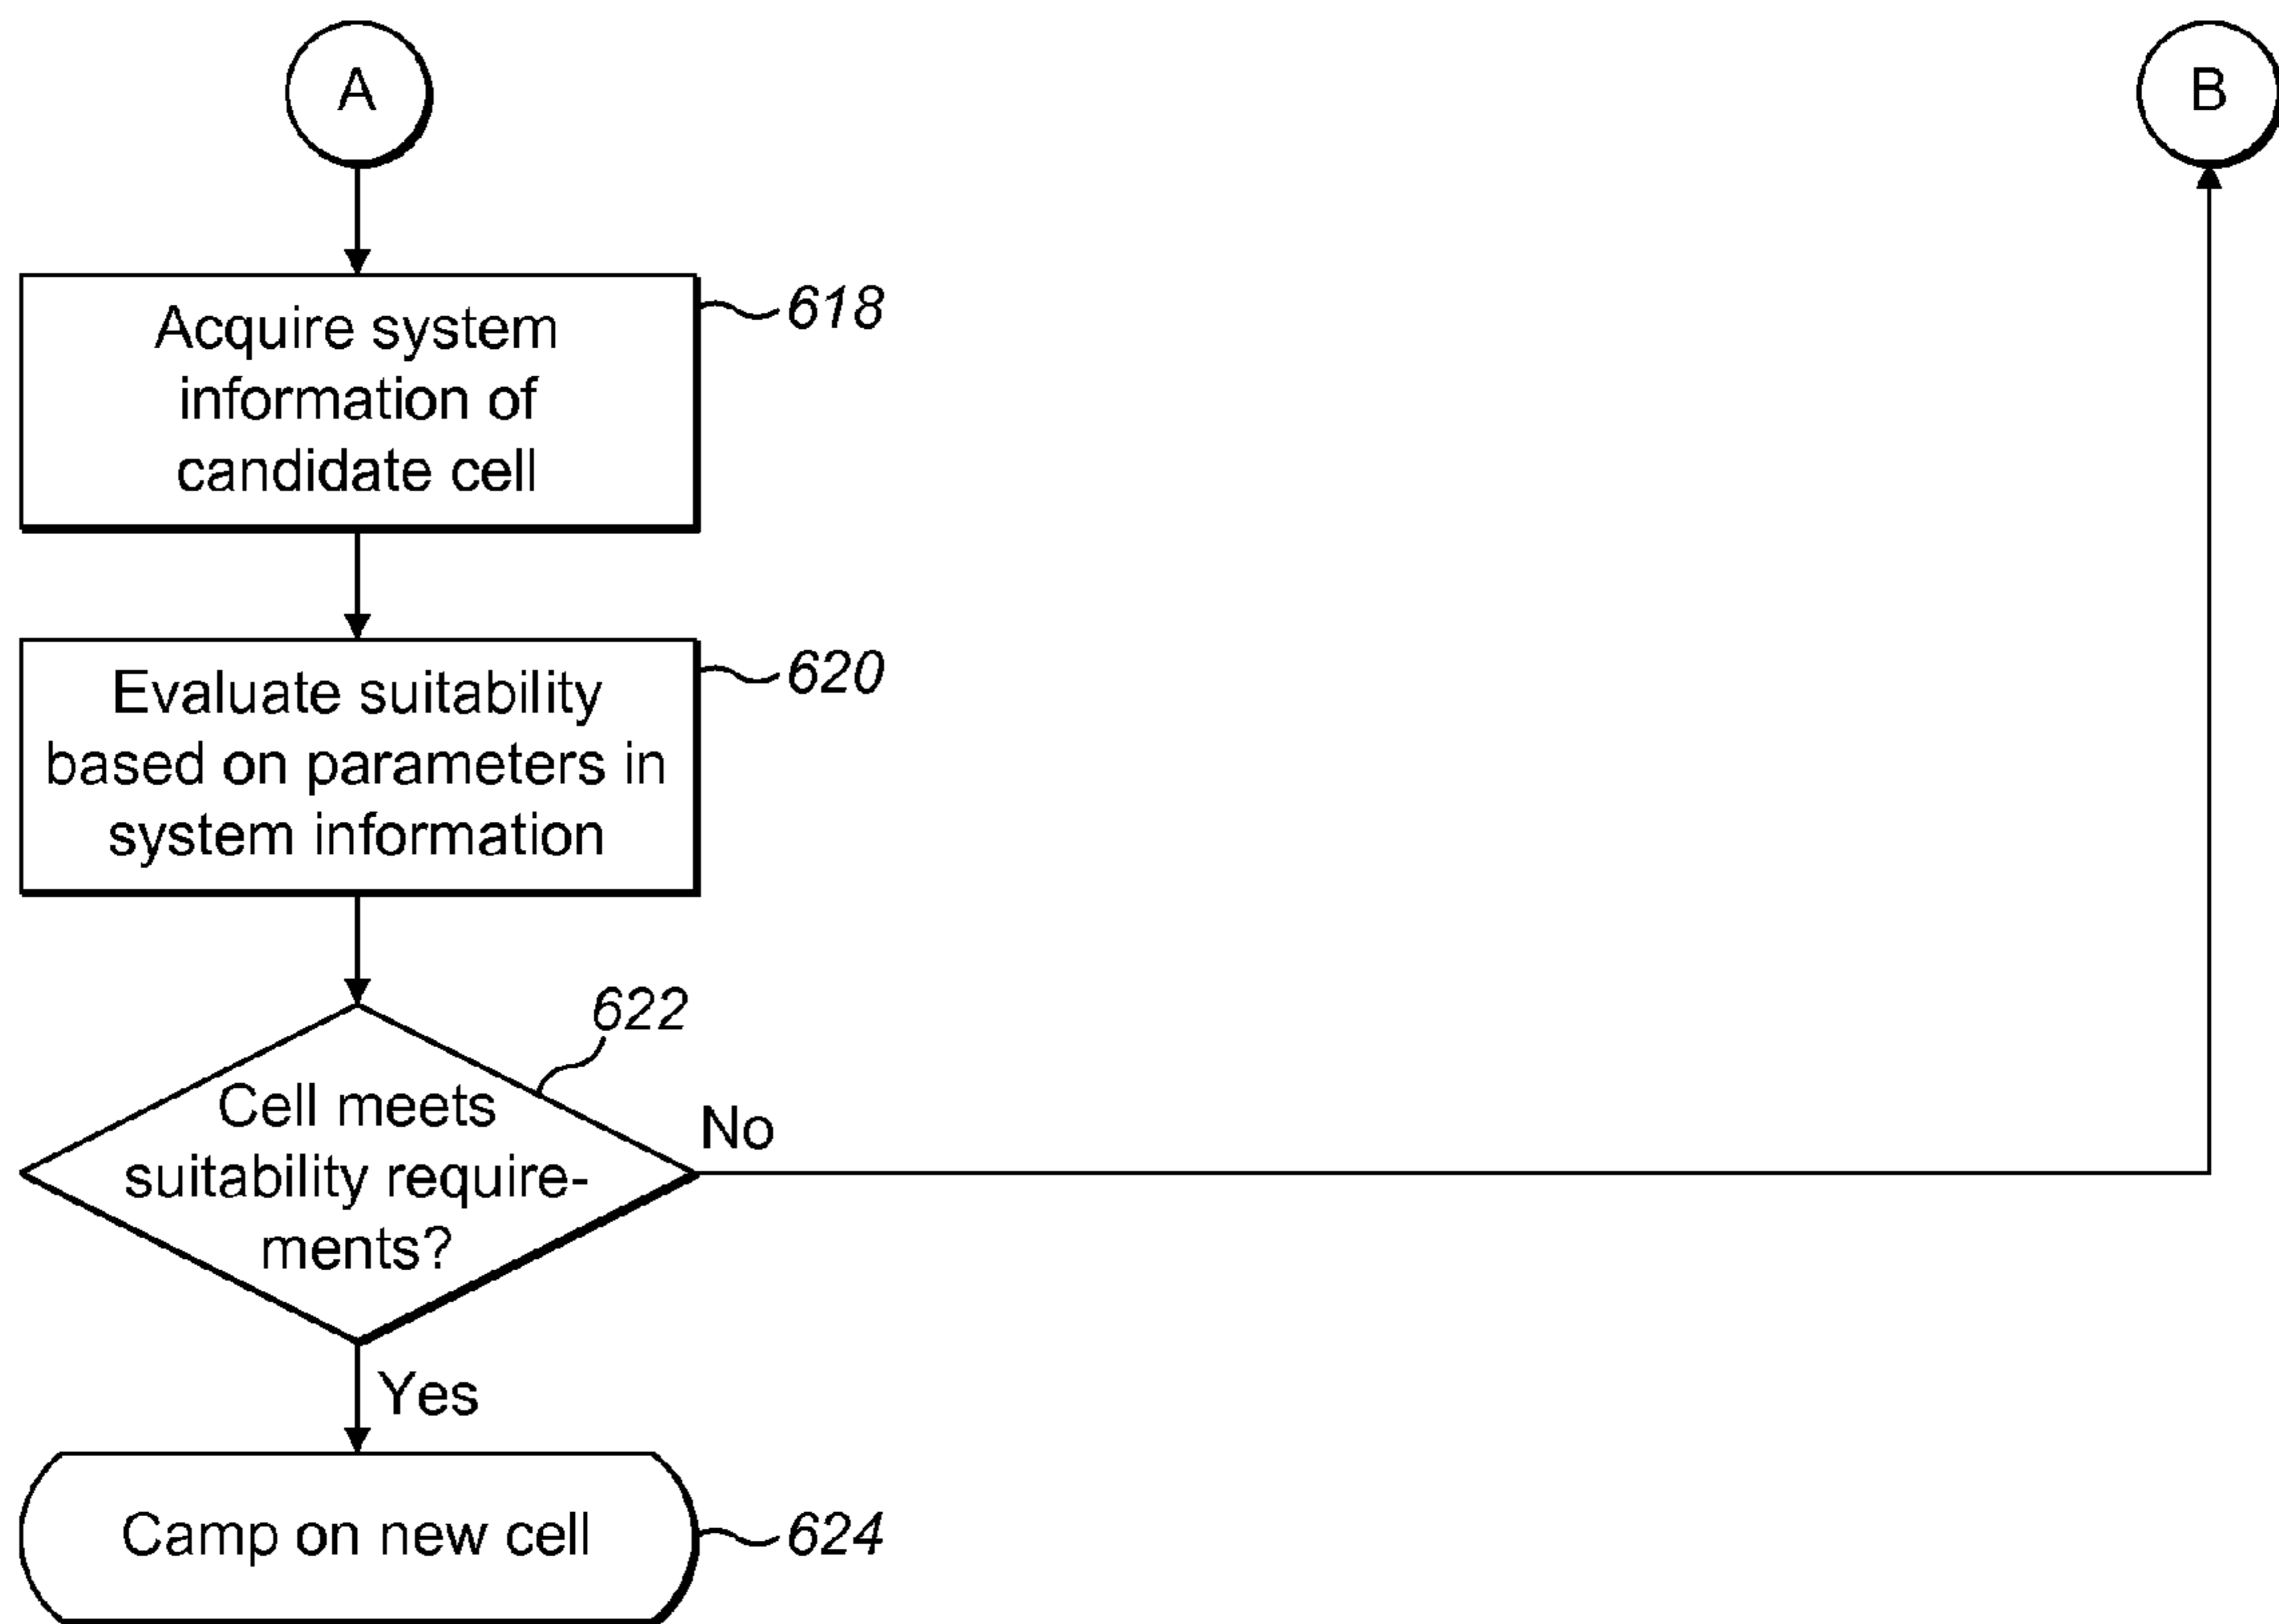 A
B
Acquire system
information of
candidate cell
618
Evaluate suitability
based on parameters in
system information
620
622
Cell meets
suitability require-
ments?
No
Yes
Camp on new cell
624